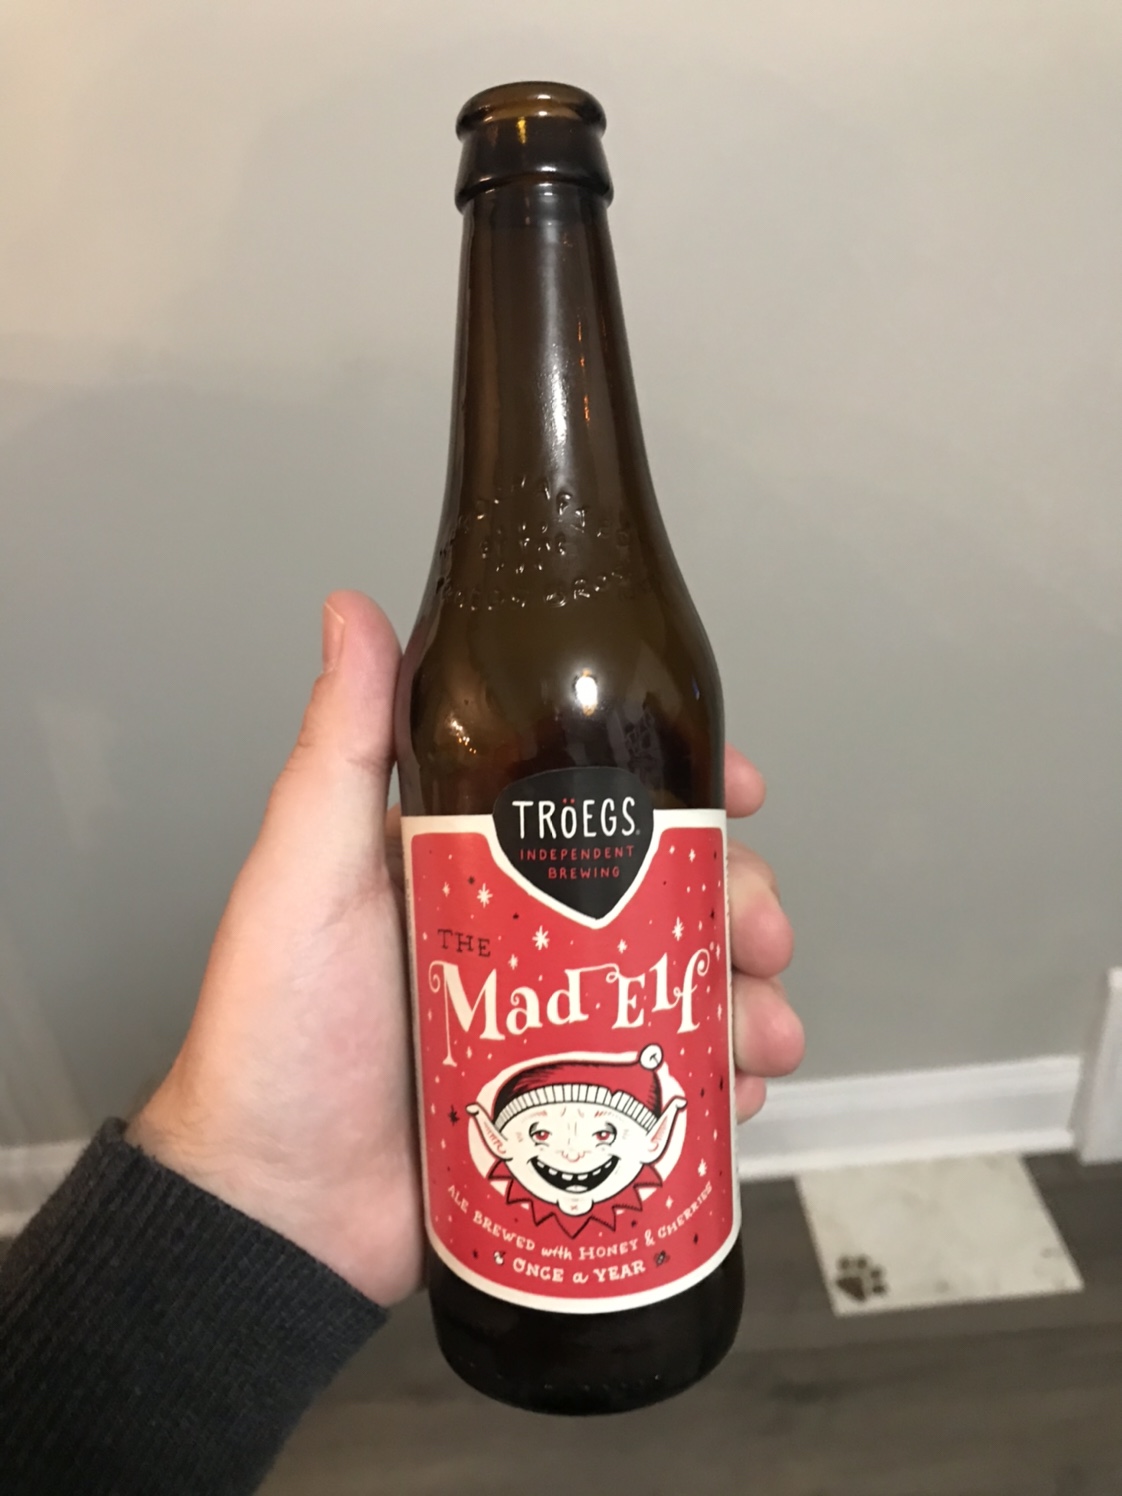 TRÖEGS
INDEPENDENT
BREWING
THE
Mad Elf
ALE BREWED with HONEY & CHERRIES
ONCE a YEAR